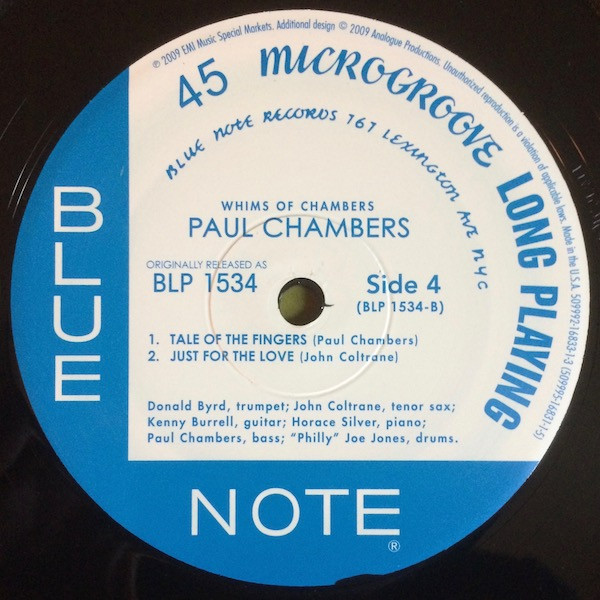 ℗ 2009 EMI Music Special Markets. Additional design © 2009 Analogue Productions. Unauthorized reproduction is a violation of applicable laws. Made in the U.S.A. 509992-16833-1-3 (509995-16831-1-5)
45 MICROGROOVE LONG PLAYING
BLUE NOTE RECORDS 767 LEXINGTON AVE NYC
WHIMS OF CHAMBERS
PAUL CHAMBERS
ORIGINALLY RELEASED AS
BLP 1534
Side 4
(BLP 1534-B)
1. TALE OF THE FINGERS (Paul Chambers)
2. JUST FOR THE LOVE (John Coltrane)
Donald Byrd, trumpet; John Coltrane, tenor sax;
Kenny Burrell, guitar; Horace Silver, piano;
Paul Chambers, bass; “Philly” Joe Jones, drums.
BLUE
NOTE®